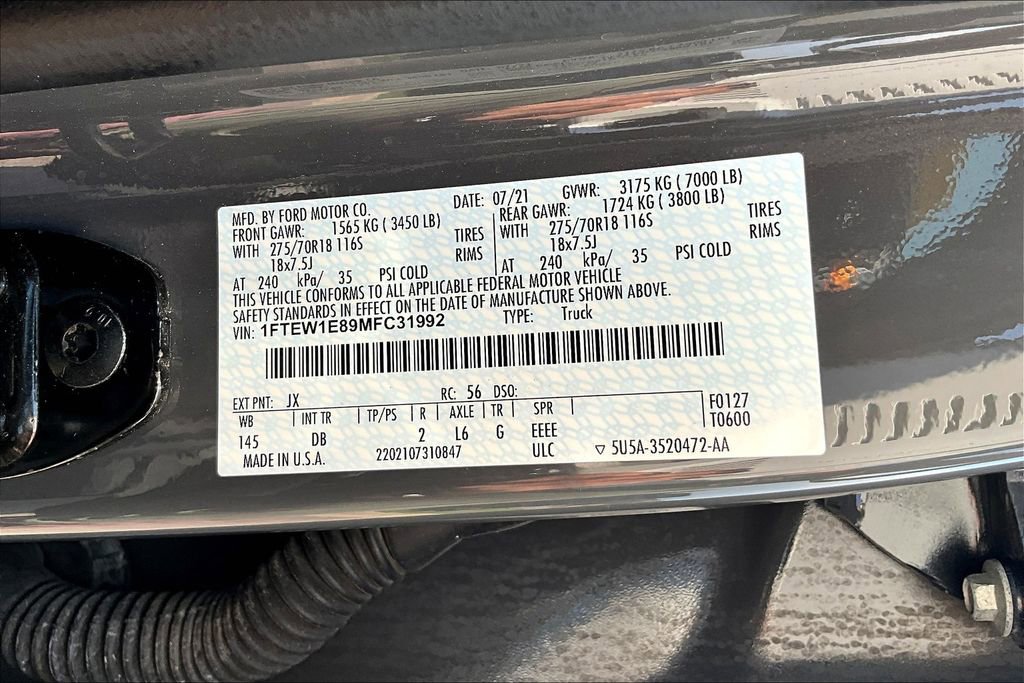 MFD. BY FORD MOTOR CO. DATE: 07/21 GVWR: 3175 KG ( 7000 LB)
FRONT GAWR: 1565 KG ( 3450 LB) REAR GAWR: 1724 KG ( 3800 LB)
WITH 275/70R18 116S TIRES WITH 275/70R18 116S TIRES
18x7.5J RIMS 18x7.5J RIMS
AT 240 kPa/ 35 PSI COLD AT 240 kPa/ 35 PSI COLD
THIS VEHICLE CONFORMS TO ALL APPLICABLE FEDERAL MOTOR VEHICLE
SAFETY STANDARDS IN EFFECT ON THE DATE OF MANUFACTURE SHOWN ABOVE.
VIN: 1FTEW1E89MFC31992 TYPE: Truck
EXT PNT: JX RC: 56 DSO:
WB INT TR TP/PS R AXLE TR SPR F0127
145 DB 2 L6 G EEEE T0600
MADE IN U.S.A. 2202107310847 ULC ▽ 5U5A-3520472-AA